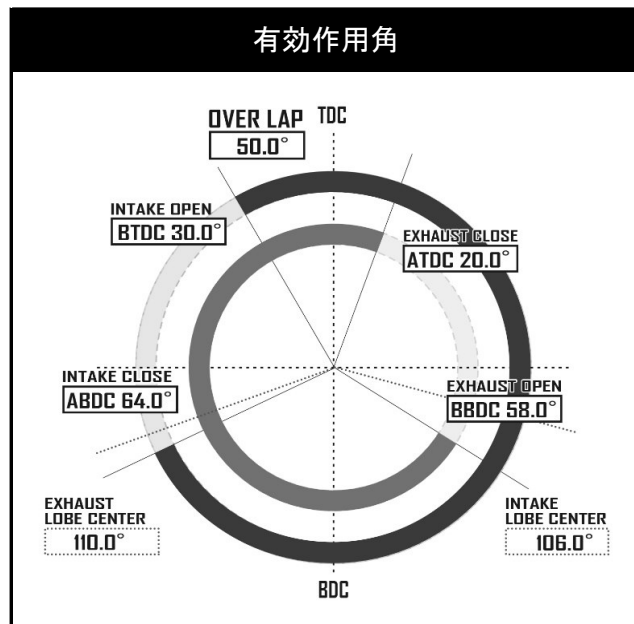 有効作用角
OVER LAP
50.0°
TDC
INTAKE OPEN
BTDC 30.0°
EXHAUST CLOSE
ATDC 20.0°
INTAKE CLOSE
ABDC 64.0°
EXHAUST OPEN
BBDC 58.0°
EXHAUST
LOBE CENTER
110.0°
INTAKE
LOBE CENTER
106.0°
BDC